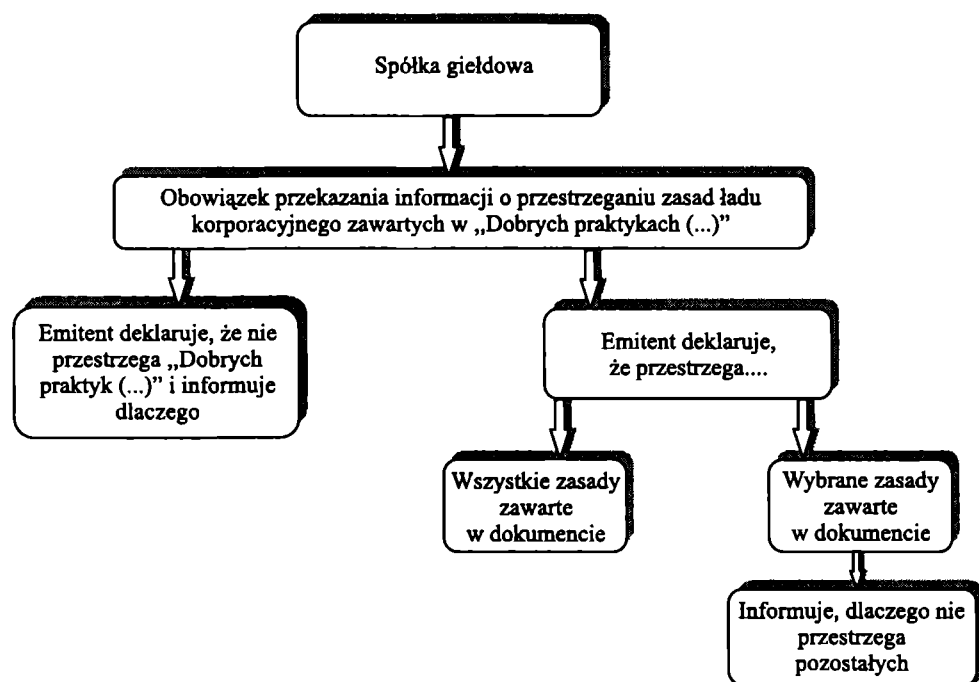 Spółka giełdowa
Obowiązek przekazania informacji o przestrzeganiu zasad ładu
korporacyjnego zawartych w „Dobrych praktykach (...)”
Emitent deklaruje, że nie
przestrzega „Dobrych
praktyk (...)” i informuje
dlaczego
Emitent deklaruje,
że przestrzega....
Wszystkie zasady
zawarte
w dokumencie
Wybrane zasady
zawarte
w dokumencie
Informuje, dlaczego nie
przestrzega
pozostałych